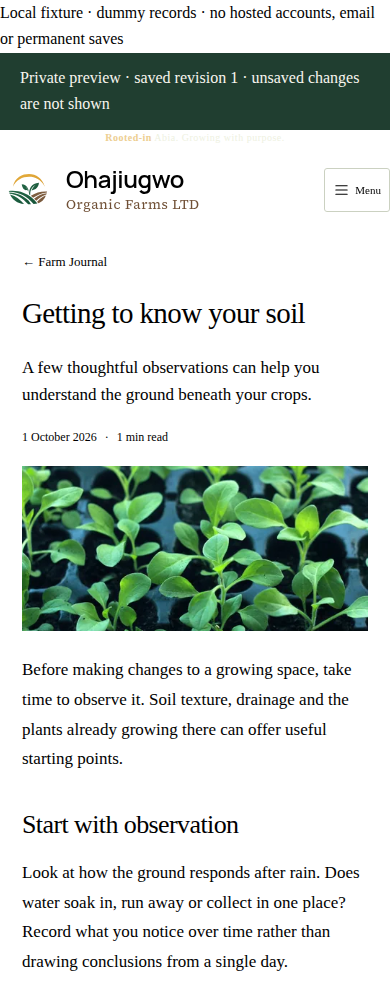 Local fixture · dummy records · no hosted accounts, email
or permanent saves
Private preview · saved revision 1 · unsaved changes
are not shown
Rooted-in Abia, Growing with purpose
Ohajiugwo
Organic Farms LTD
Menu
← Farm Journal
Getting to know your soil
A few thoughtful observations can help you
understand the ground beneath your crops.
1 October 2026 · 1 min read
Before making changes to a growing space, take
time to observe it. Soil texture, drainage and the
plants already growing there can offer useful
starting points.
Start with observation
Look at how the ground responds after rain. Does
water soak in, run away or collect in one place?
Record what you notice over time rather than
drawing conclusions from a single day.